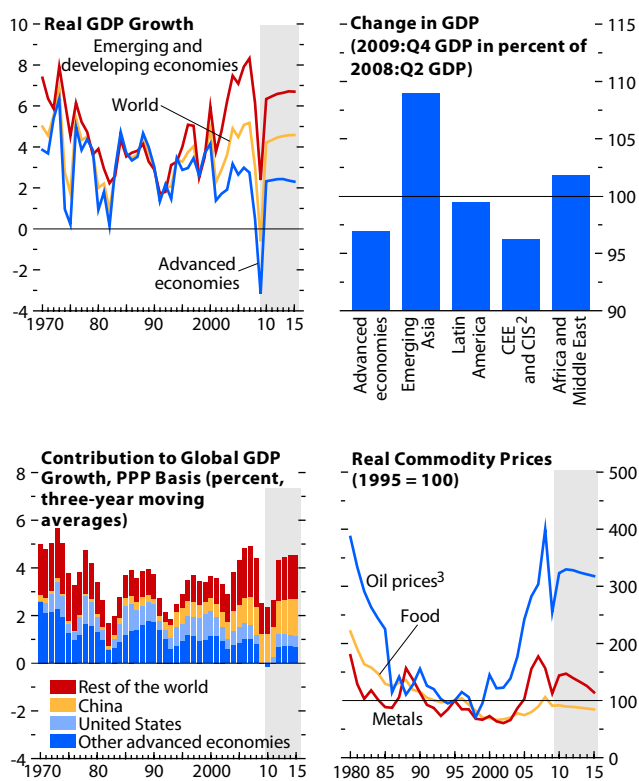 Real GDP Growth
Emerging and
developing economies
World
Advanced
economies
10
8
6
4
2
0
-2
-4
1970 80 90 2000 10 15
Change in GDP
(2009:Q4 GDP in percent of
2008:Q2 GDP)
115
110
105
100
95
90
Advanced
economies
Emerging
Asia
Latin
America
CEE
and CIS2
Africa and
Middle East
Contribution to Global GDP
Growth, PPP Basis (percent,
three-year moving
averages)
8
6
4
2
0
-2
-4
Rest of the world
China
United States
Other advanced economies
1970 80 90 2000 10 15
Real Commodity Prices
(1995 = 100)
500
400
300
200
100
0
Oil prices3
Food
Metals
1980 85 90 95 2000 05 10 15